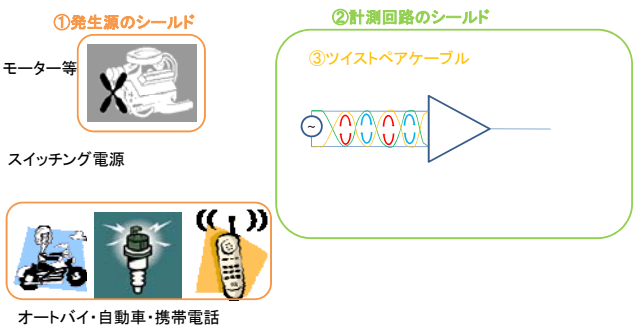 ①発生源のシールド
②計測回路のシールド
モーター等
③ツイストペアケーブル
~
スイッチング電源
オートバイ・自動車・携帯電話